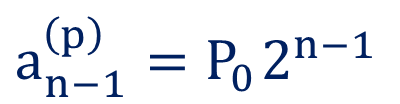 a_{n−1}^{(p)} = P_0 2^{n−1}